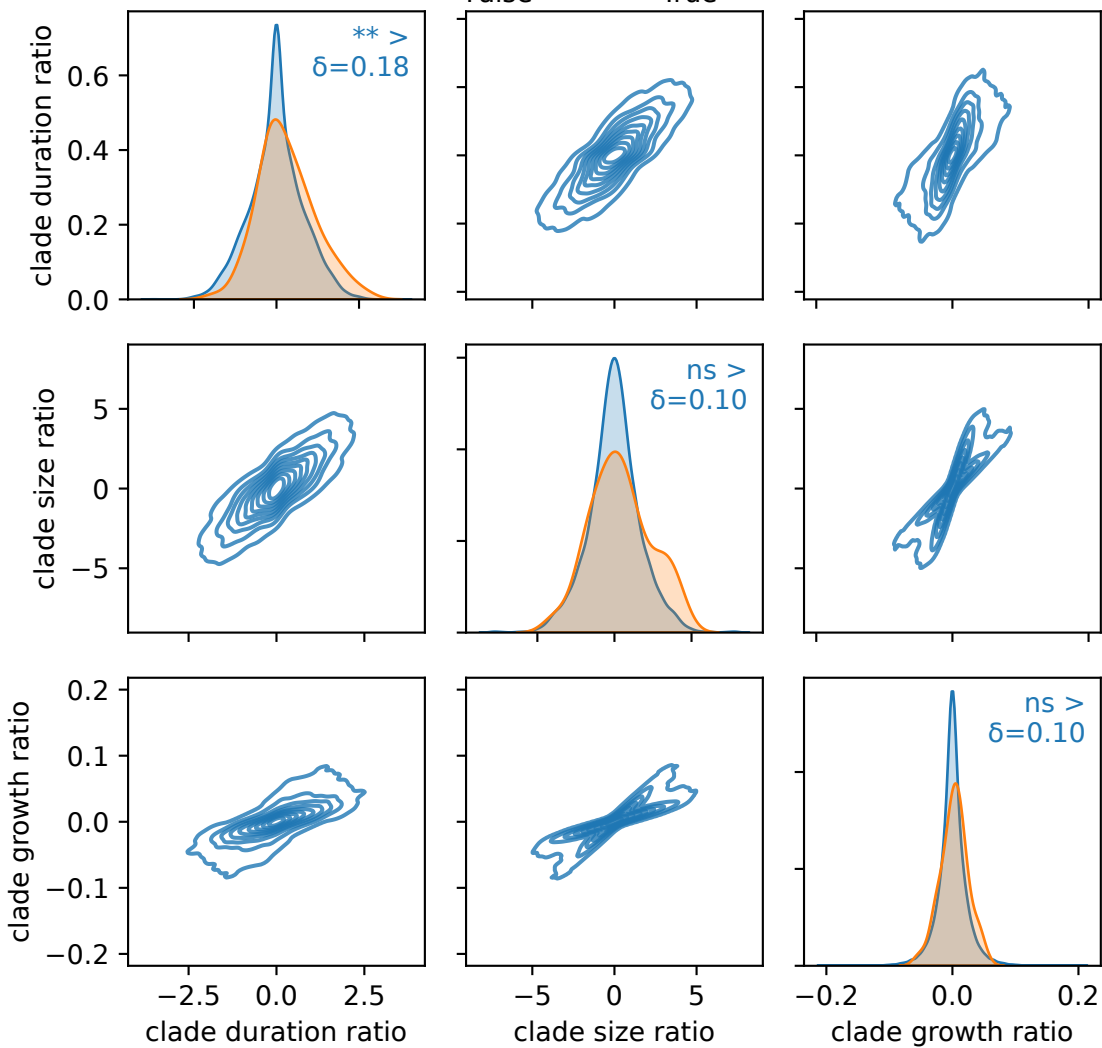 False True
clade duration ratio
0.6
0.4
0.2
0.0
** >
δ=0.18
clade size ratio
5
0
−5
ns >
δ=0.10
clade growth ratio
0.2
0.1
0.0
−0.1
−0.2
ns >
δ=0.10
−2.5 0.0 2.5
−5 0 5
−0.2 0.0 0.2
clade duration ratio
clade size ratio
clade growth ratio